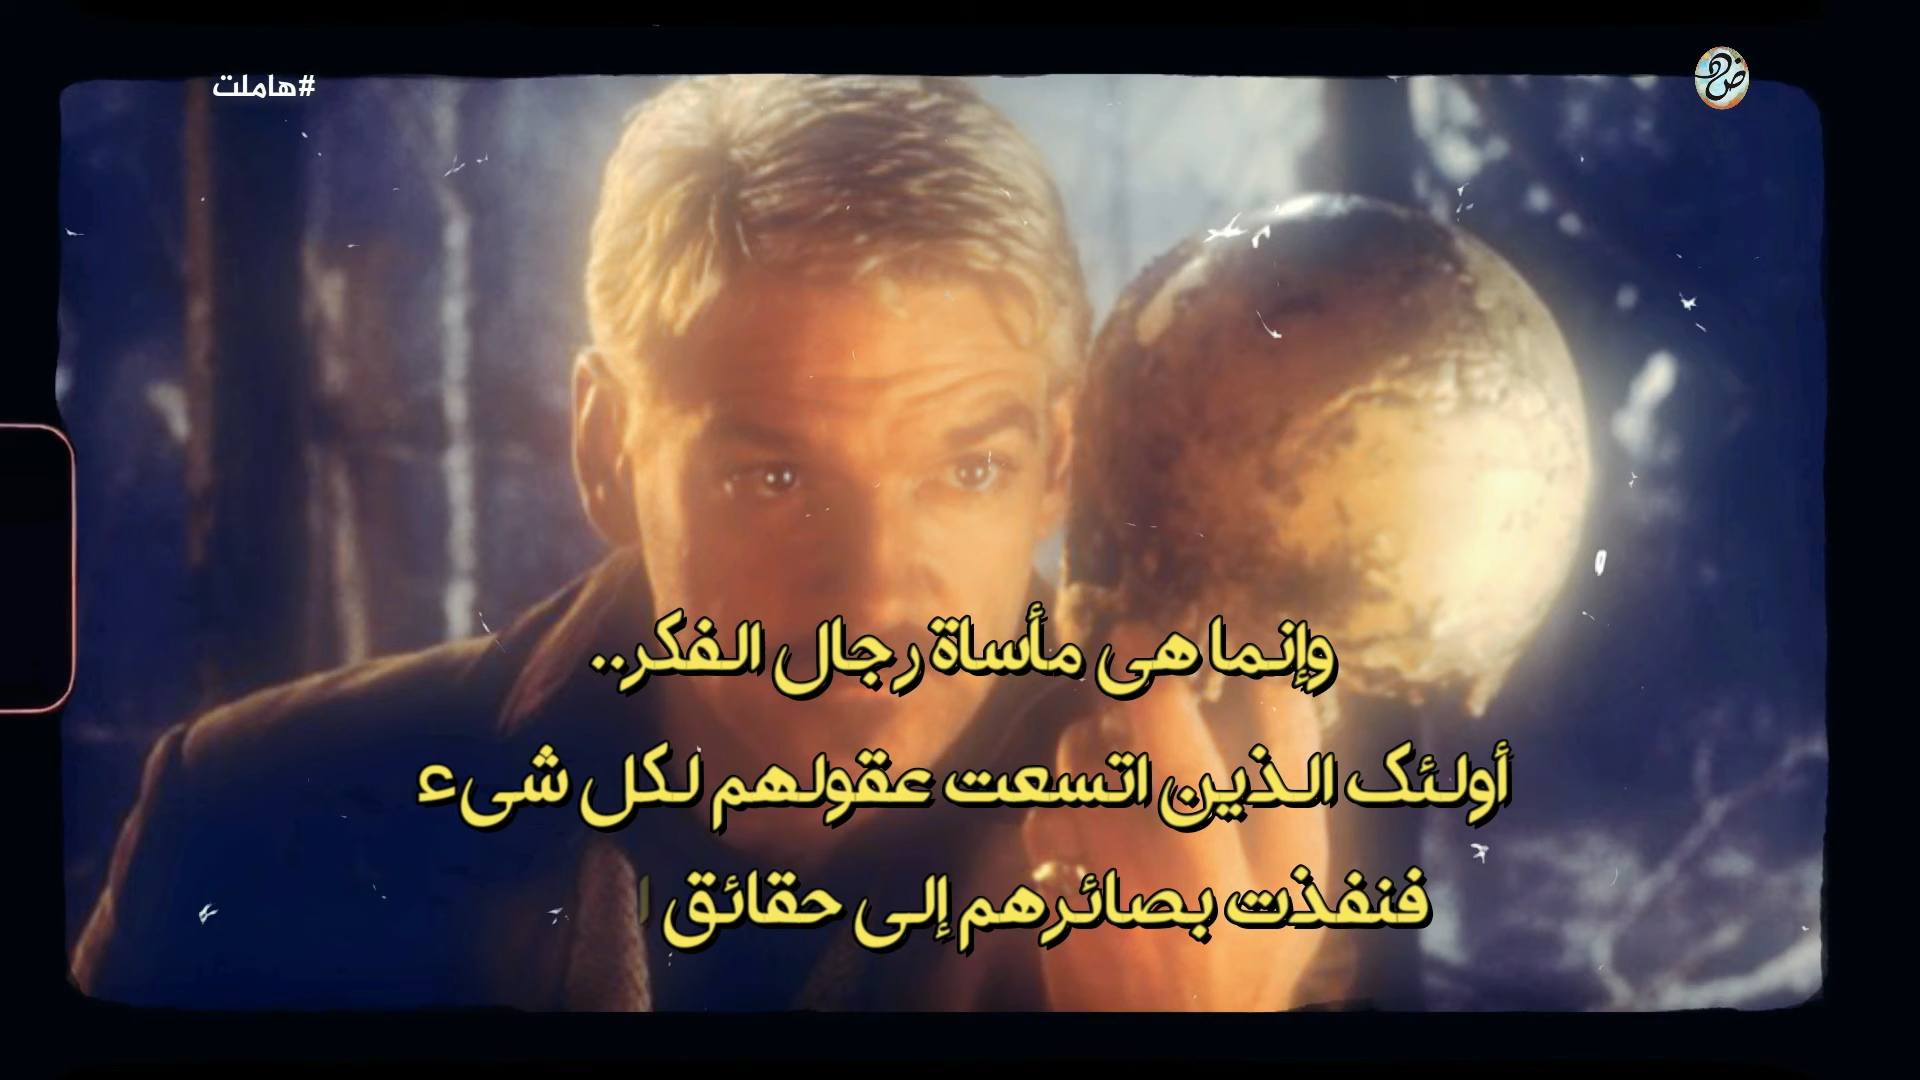 #هاملت
وإنما هى مأساة رجال الفكر..
أولئك الذين اتسعت عقولهم لكل شىء
فنفذت بصائرهم إلى حقائق ا